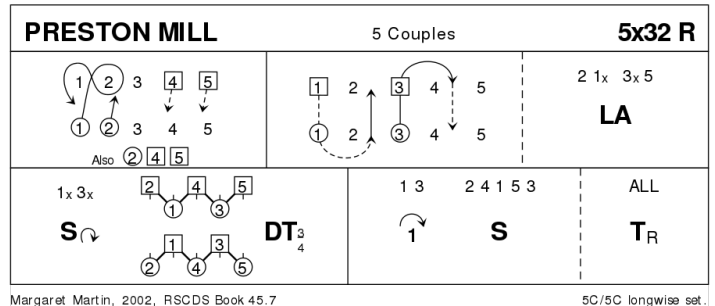 PRESTON MILL 5 Couples 5x32 R
1 2 3 4 5
1 2 3 4 5
Also 2 4 5
1 2 3 4 5
1 2 3 4 5
2 1x 3x 5
LA
1x 3x
S
2 4 5
1 3
1 3
2 4 5
DT 3/4
1 3 2 4 1 5 3
1 S
ALL
TR
Margaret Martin, 2002, RSCDS Book 45.7 5C/5C longwise set.